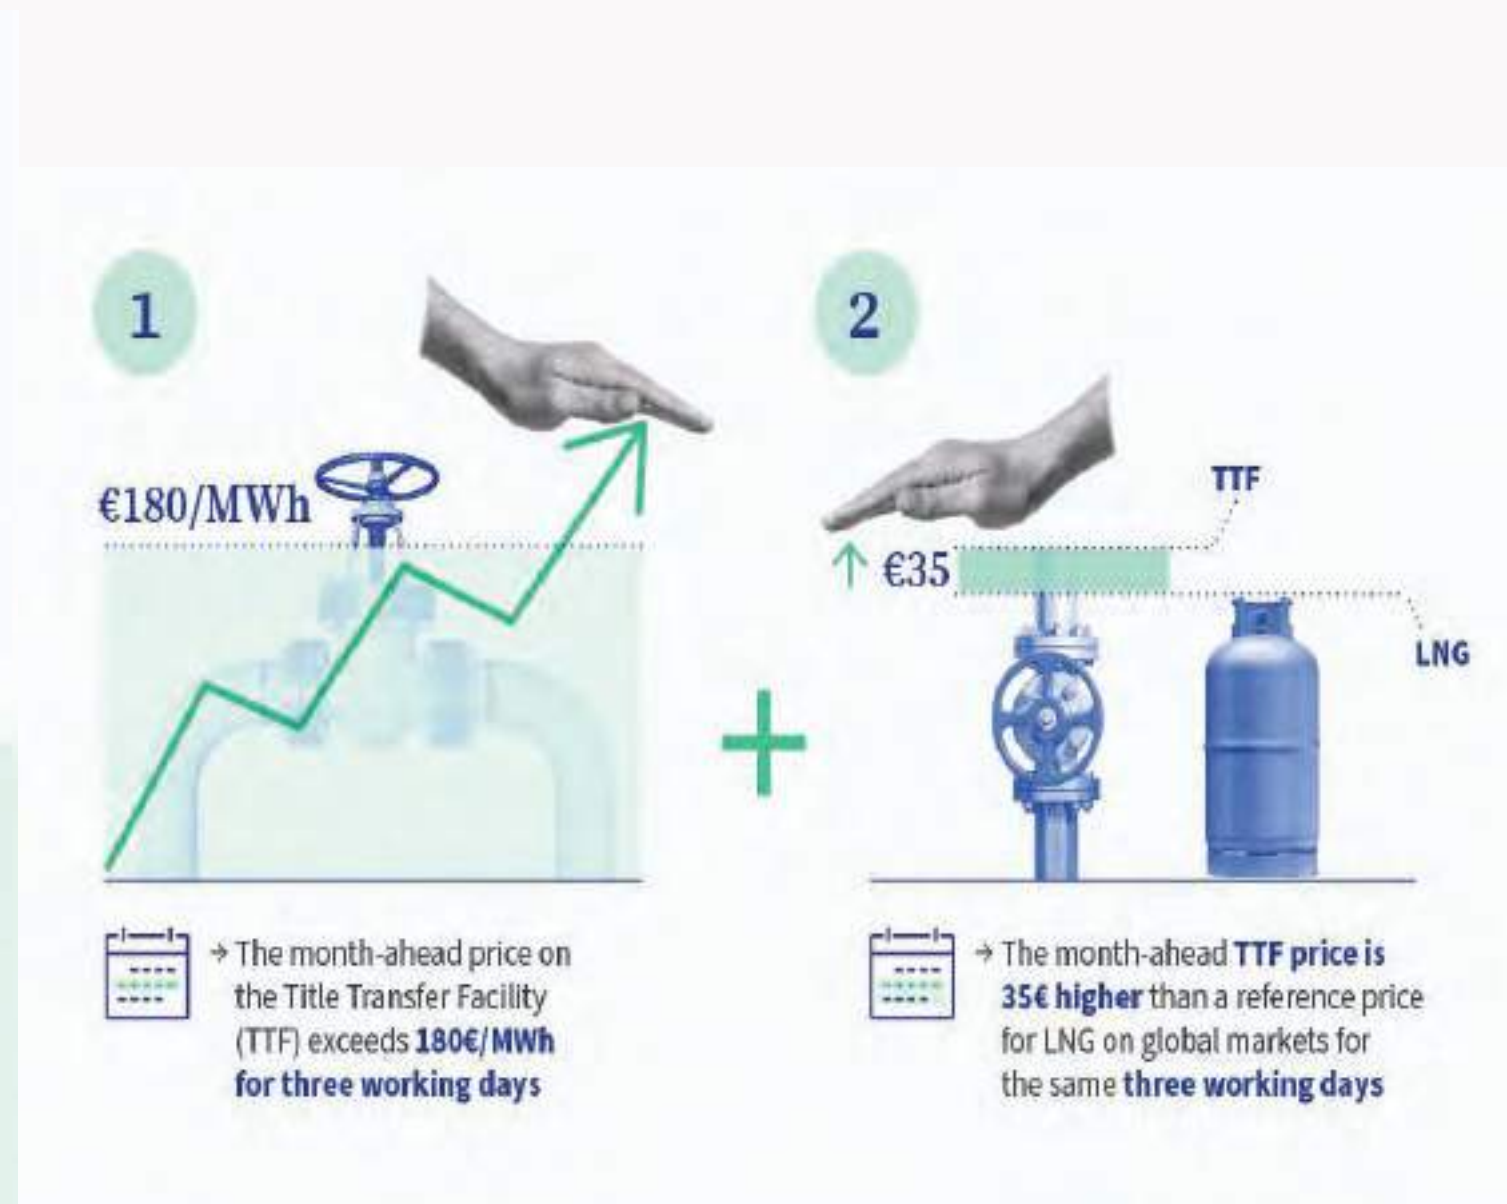 1
€180/MWh
→ The month-ahead price on
the Title Transfer Facility
(TTF) exceeds 180€/MWh
for three working days
+
2
TTF
↑ €35
LNG
→ The month-ahead TTF price is
35€ higher than a reference price
for LNG on global markets for
the same three working days